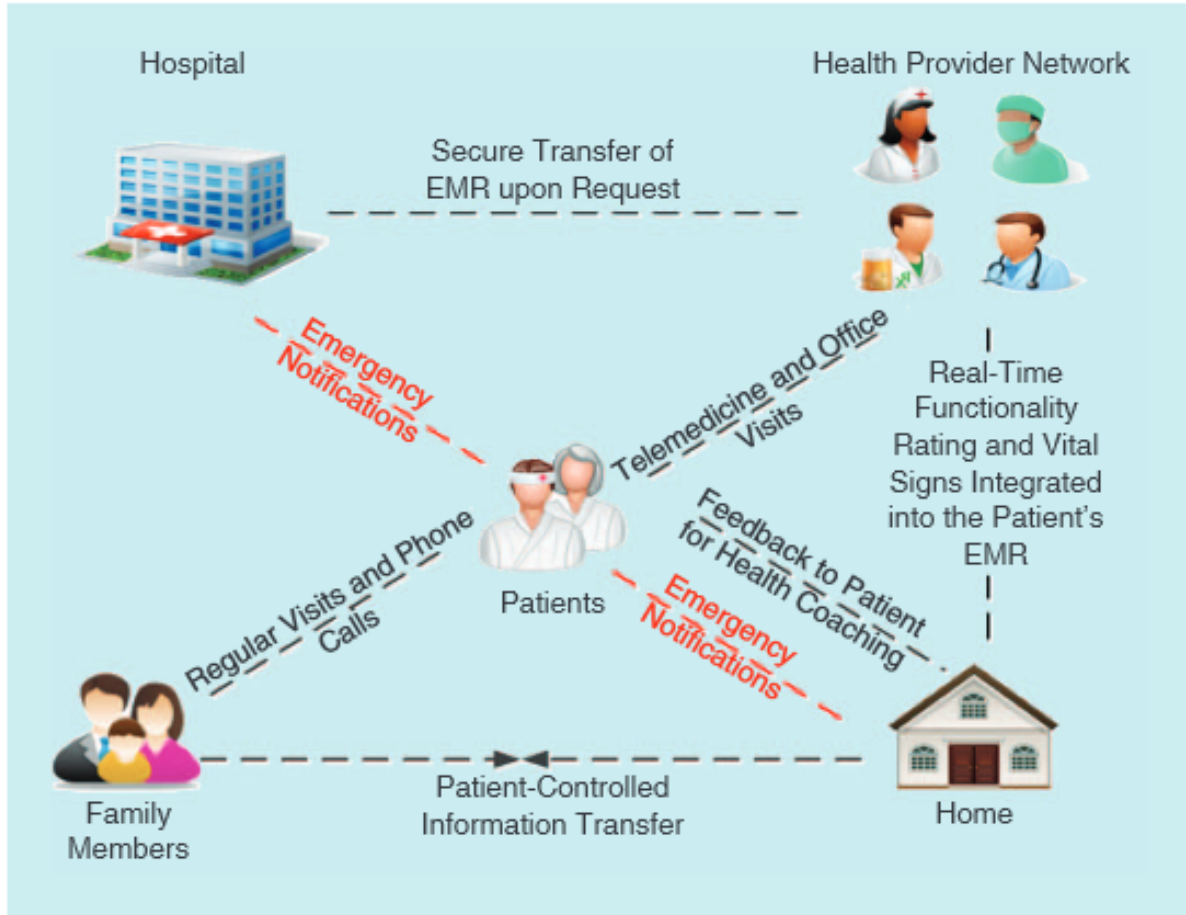 Hospital
Health Provider Network
Secure Transfer of
EMR upon Request
Emergency
Notifications
Telemedicine and Office
Visits
Real-Time
Functionality
Rating and Vital
Signs Integrated
into the Patient's
EMR
Patients
Regular Visits and Phone
Calls
Feedback to Patient
for Health Coaching
Emergency
Notifications
Family
Members
Patient-Controlled
Information Transfer
Home